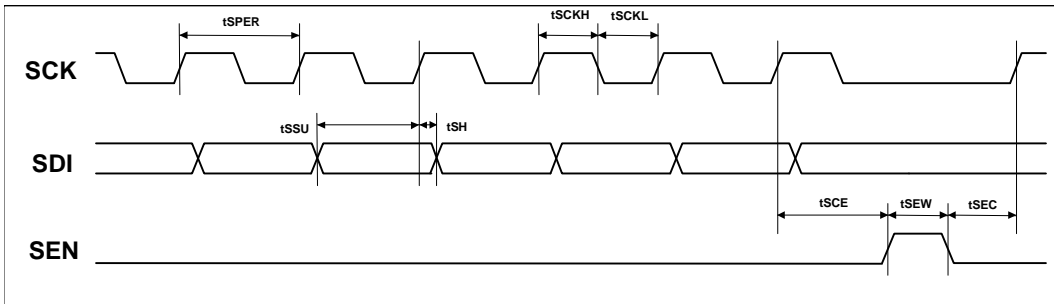 tSPER
tSCKH
tSCKL
SCK
tSSU
tSH
SDI
tSCE
tSEW
tSEC
SEN